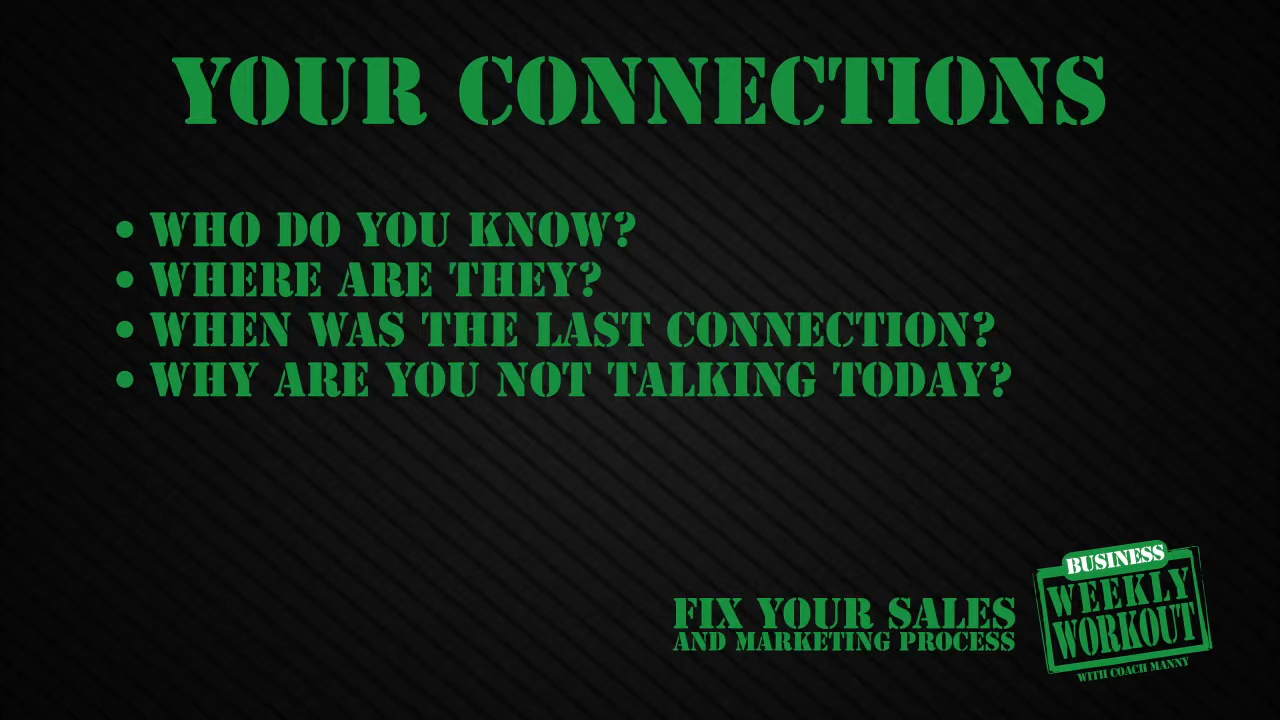 YOUR CONNECTIONS
• WHO DO YOU KNOW?
• WHERE ARE THEY?
• WHEN WAS THE LAST CONNECTION?
• WHY ARE YOU NOT TALKING TODAY?
FIX YOUR SALES
AND MARKETING PROCESS
BUSINESS
WEEKLY
WORKOUT
WITH COACH MANNY